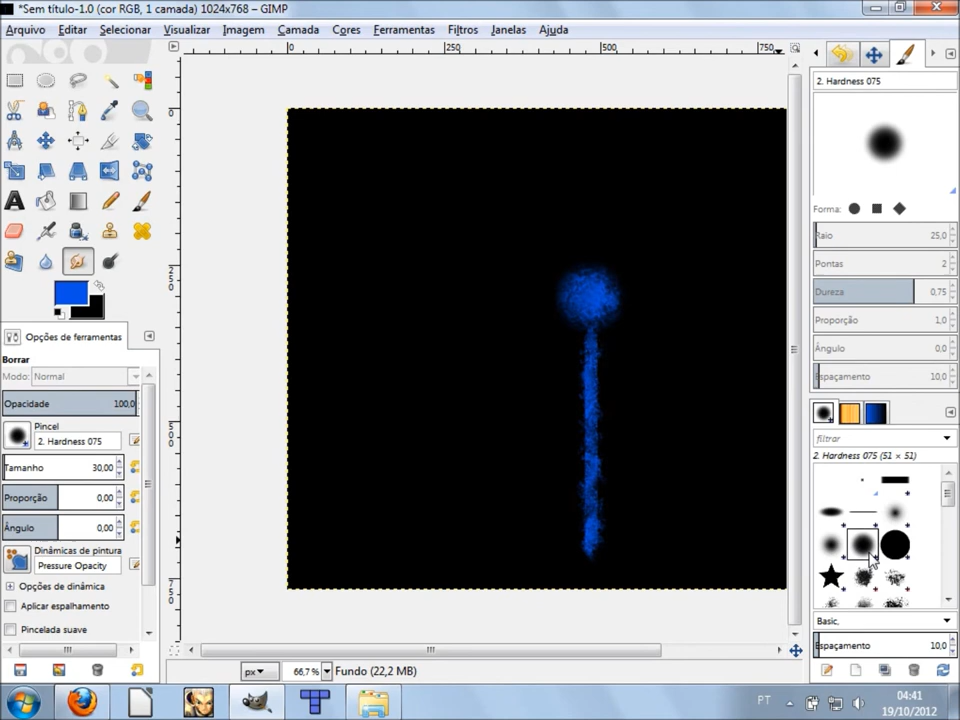 *Sem título-1.0 (cor RGB, 1 camada) 1024x768 – GIMP
Arquivo Editar Selecionar Visualizar Imagem Camada Cores Ferramentas Filtros Janelas Ajuda
0 250 500 750
2. Hardness 075
Forma:
Raio 25,0
Pontas 2
Dureza 0,75
Proporção 1,0
Ângulo 0,0
Espaçamento 10,0
0
250
500
750
Opções de ferramentas
Borrar
Modo: Normal
Opacidade 100,0
Pincel
2. Hardness 075
Tamanho 30,00
Proporção 0,00
Ângulo 0,00
Dinâmicas de pintura
Pressure Opacity
Opções de dinâmica
Aplicar espalhamento
Pincelada suave
filtrar
2. Hardness 075 (51 × 51)
Basic,
Espaçamento 10,0
px 66,7 % Fundo (22,2 MB)
PT
04:41
19/10/2012